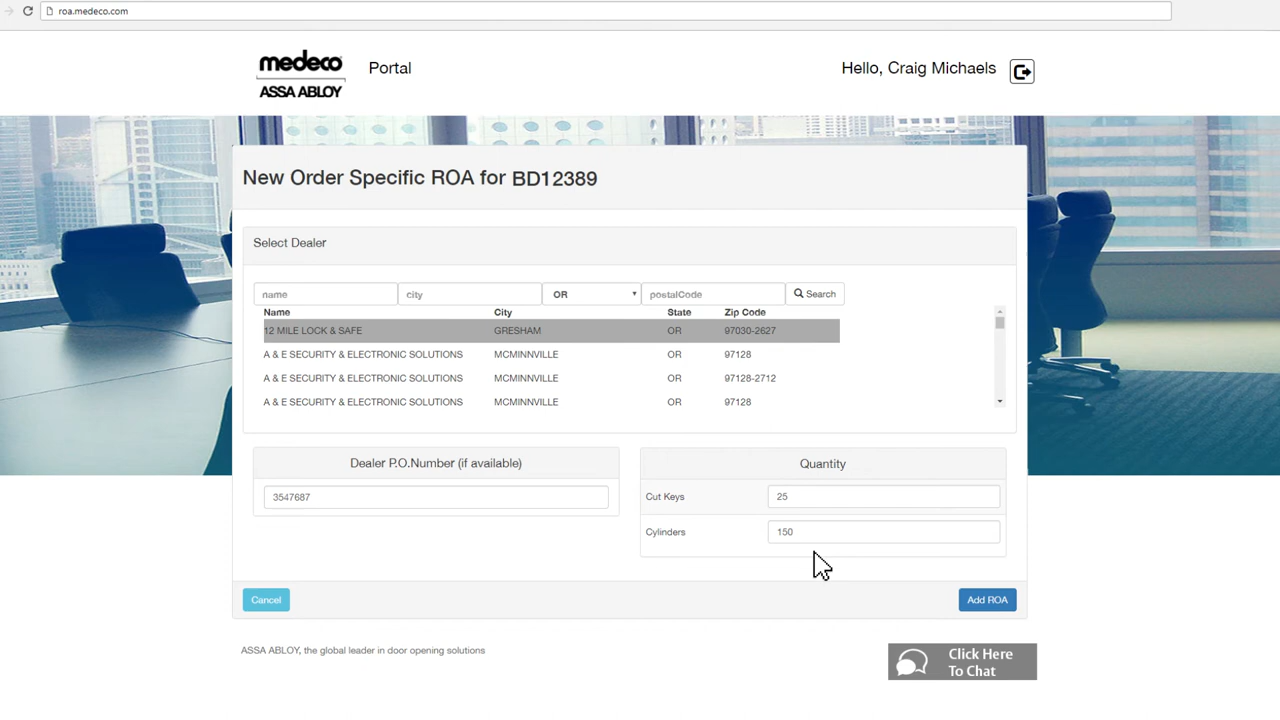 roa.medeco.com
medeco
ASSA ABLOY
Portal
Hello, Craig Michaels
New Order Specific ROA for BD12389
Select Dealer
name city OR postalCode Search
Name City State Zip Code
12 MILE LOCK & SAFE GRESHAM OR 97030-2627
A & E SECURITY & ELECTRONIC SOLUTIONS MCMINNVILLE OR 97128
A & E SECURITY & ELECTRONIC SOLUTIONS MCMINNVILLE OR 97128-2712
A & E SECURITY & ELECTRONIC SOLUTIONS MCMINNVILLE OR 97128
Dealer P.O.Number (if available)
3547687
Quantity
Cut Keys 25
Cylinders 150
Cancel
Add ROA
ASSA ABLOY, the global leader in door opening solutions
Click Here
To Chat